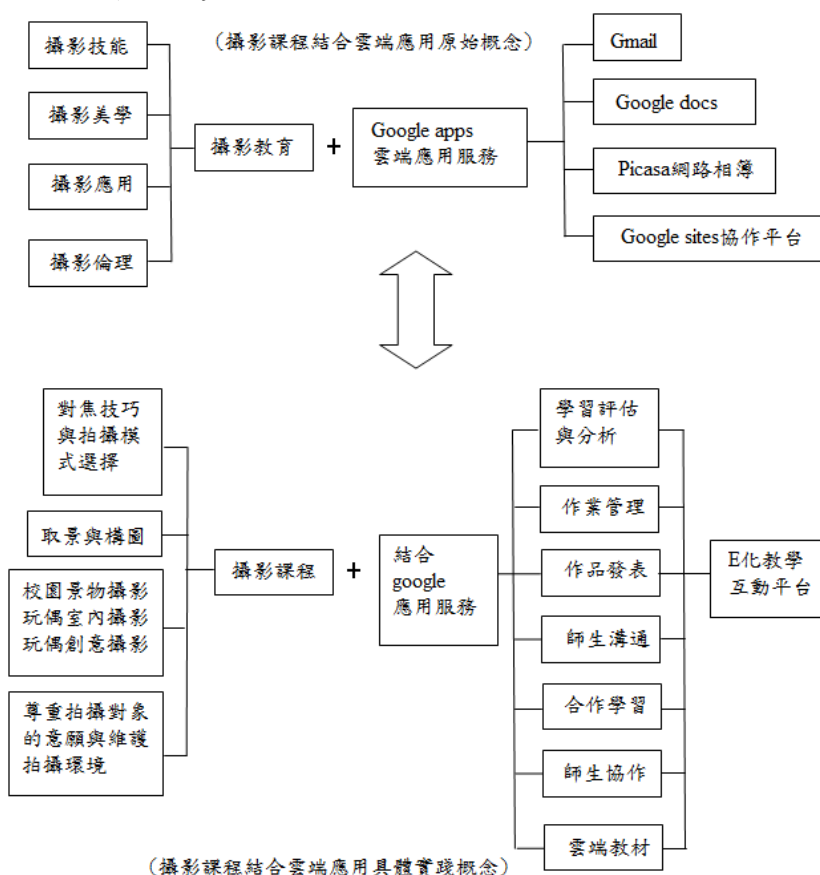 (攝影課程結合雲端應用原始概念)
攝影技能
攝影美學
攝影應用
攝影倫理
攝影教育
+
Google apps
雲端應用服務
Gmail
Google docs
Picasa網路相簿
Google sites協作平台
對焦技巧
與拍攝模
式選擇
取景與構圖
校園景物攝影
玩偶室內攝影
玩偶創意攝影
尊重拍攝對象
的意願與維護
拍攝環境
攝影課程
+
結合
google
應用服務
學習評估
與分析
作業管理
作品發表
師生溝通
合作學習
師生協作
雲端教材
E化教學
互動平台
(攝影課程結合雲端應用具體實踐概念)